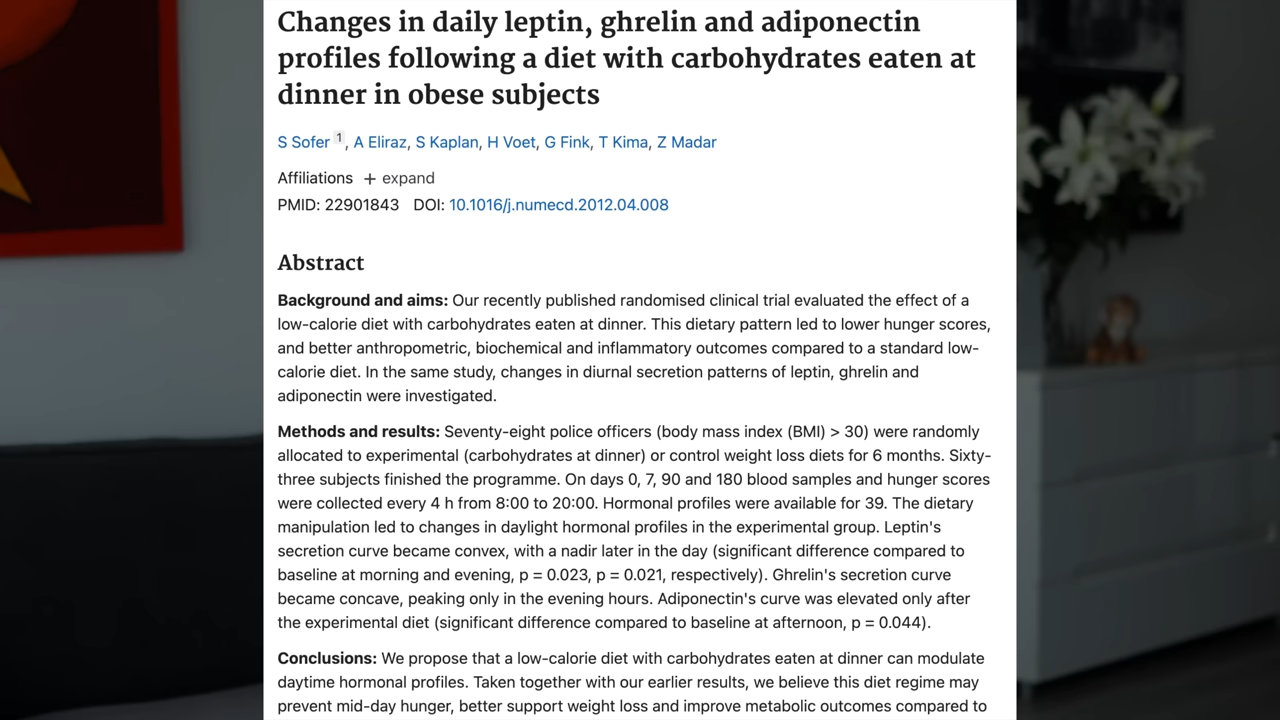 Changes in daily leptin, ghrelin and adiponectin
profiles following a diet with carbohydrates eaten at
dinner in obese subjects
S Sofer 1, A Eliraz, S Kaplan, H Voet, G Fink, T Kima, Z Madar
Affiliations + expand
PMID: 22901843 DOI: 10.1016/j.numecd.2012.04.008
Abstract
Background and aims: Our recently published randomised clinical trial evaluated the effect of a
low-calorie diet with carbohydrates eaten at dinner. This dietary pattern led to lower hunger scores,
and better anthropometric, biochemical and inflammatory outcomes compared to a standard low-
calorie diet. In the same study, changes in diurnal secretion patterns of leptin, ghrelin and
adiponectin were investigated.
Methods and results: Seventy-eight police officers (body mass index (BMI) > 30) were randomly
allocated to experimental (carbohydrates at dinner) or control weight loss diets for 6 months. Sixty-
three subjects finished the programme. On days 0, 7, 90 and 180 blood samples and hunger scores
were collected every 4 h from 8:00 to 20:00. Hormonal profiles were available for 39. The dietary
manipulation led to changes in daylight hormonal profiles in the experimental group. Leptin's
secretion curve became convex, with a nadir later in the day (significant difference compared to
baseline at morning and evening, p = 0.023, p = 0.021, respectively). Ghrelin's secretion curve
became concave, peaking only in the evening hours. Adiponectin's curve was elevated only after
the experimental diet (significant difference compared to baseline at afternoon, p = 0.044).
Conclusions: We propose that a low-calorie diet with carbohydrates eaten at dinner can modulate
daytime hormonal profiles. Taken together with our earlier results, we believe this diet regime may
prevent mid-day hunger, better support weight loss and improve metabolic outcomes compared to